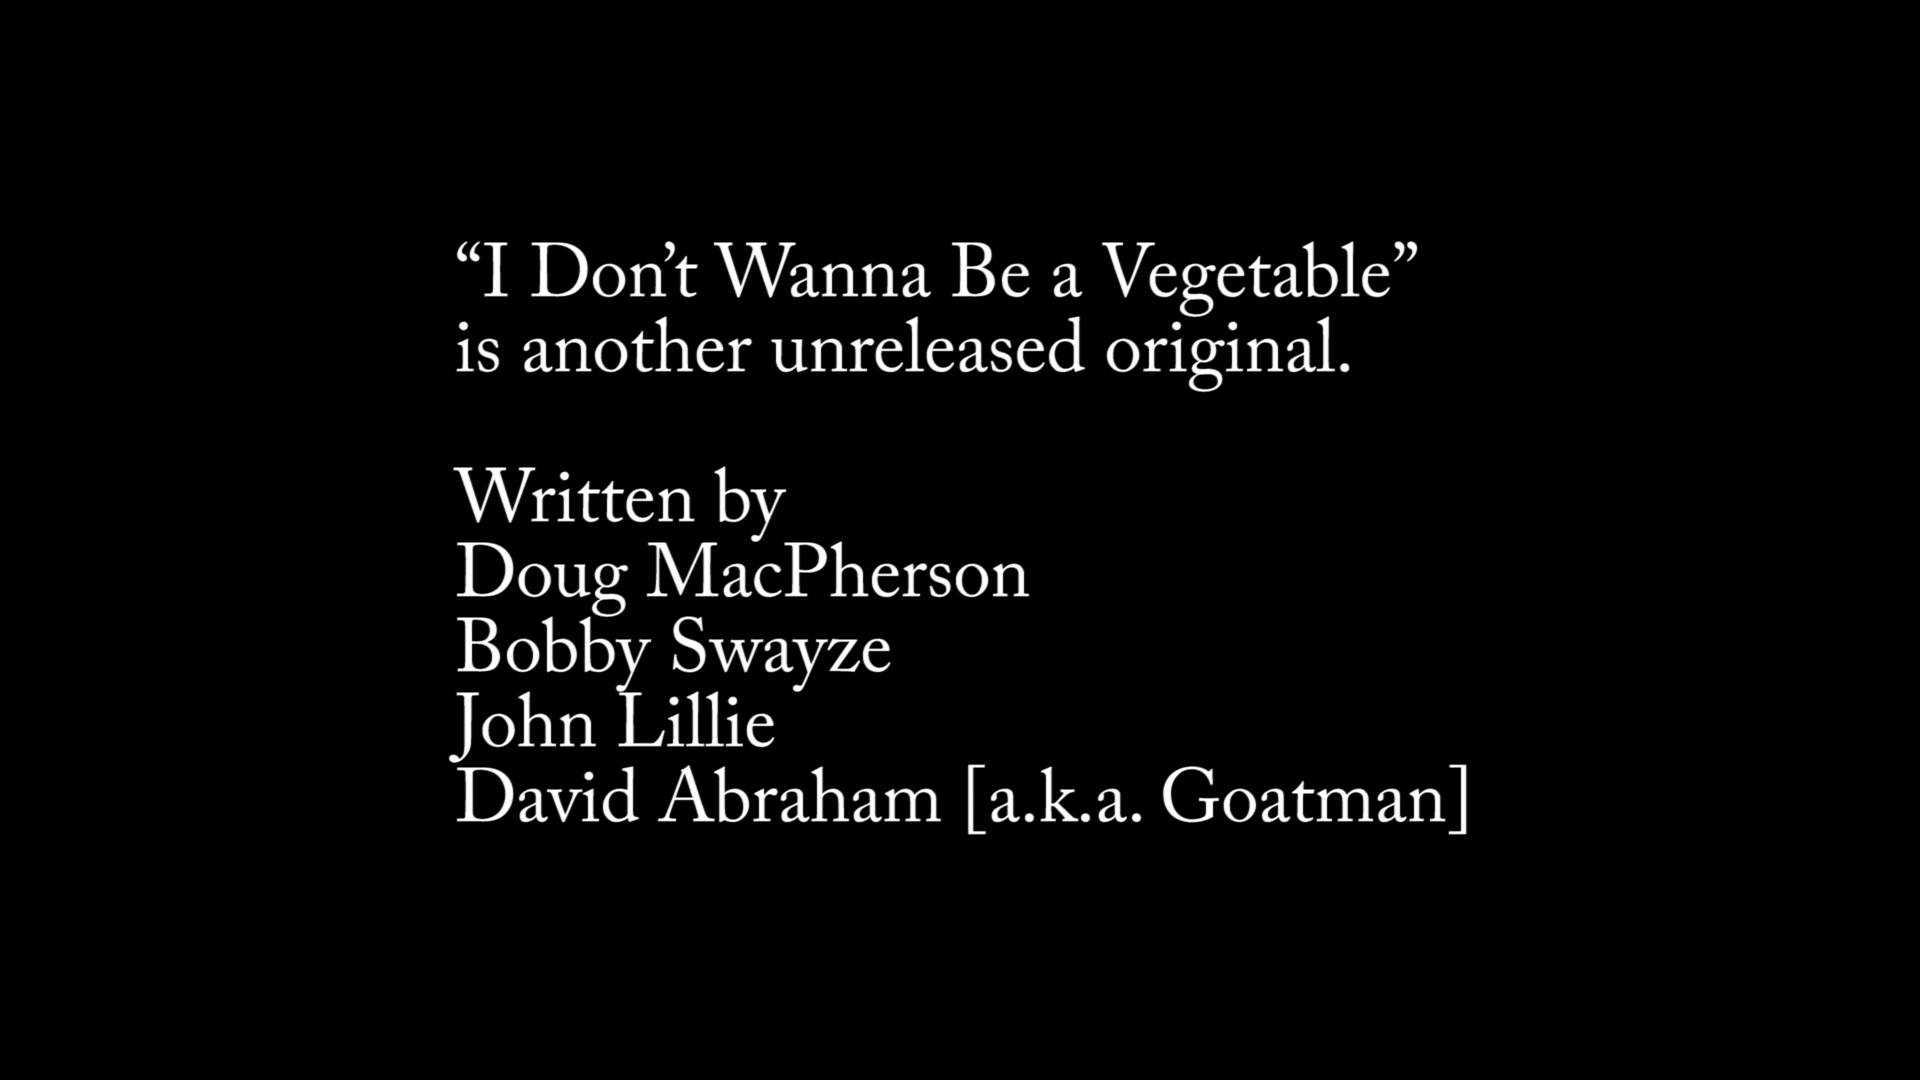 “I Don’t Wanna Be a Vegetable”
is another unreleased original.
Written by
Doug MacPherson
Bobby Swayze
John Lillie
David Abraham [a.k.a. Goatman]